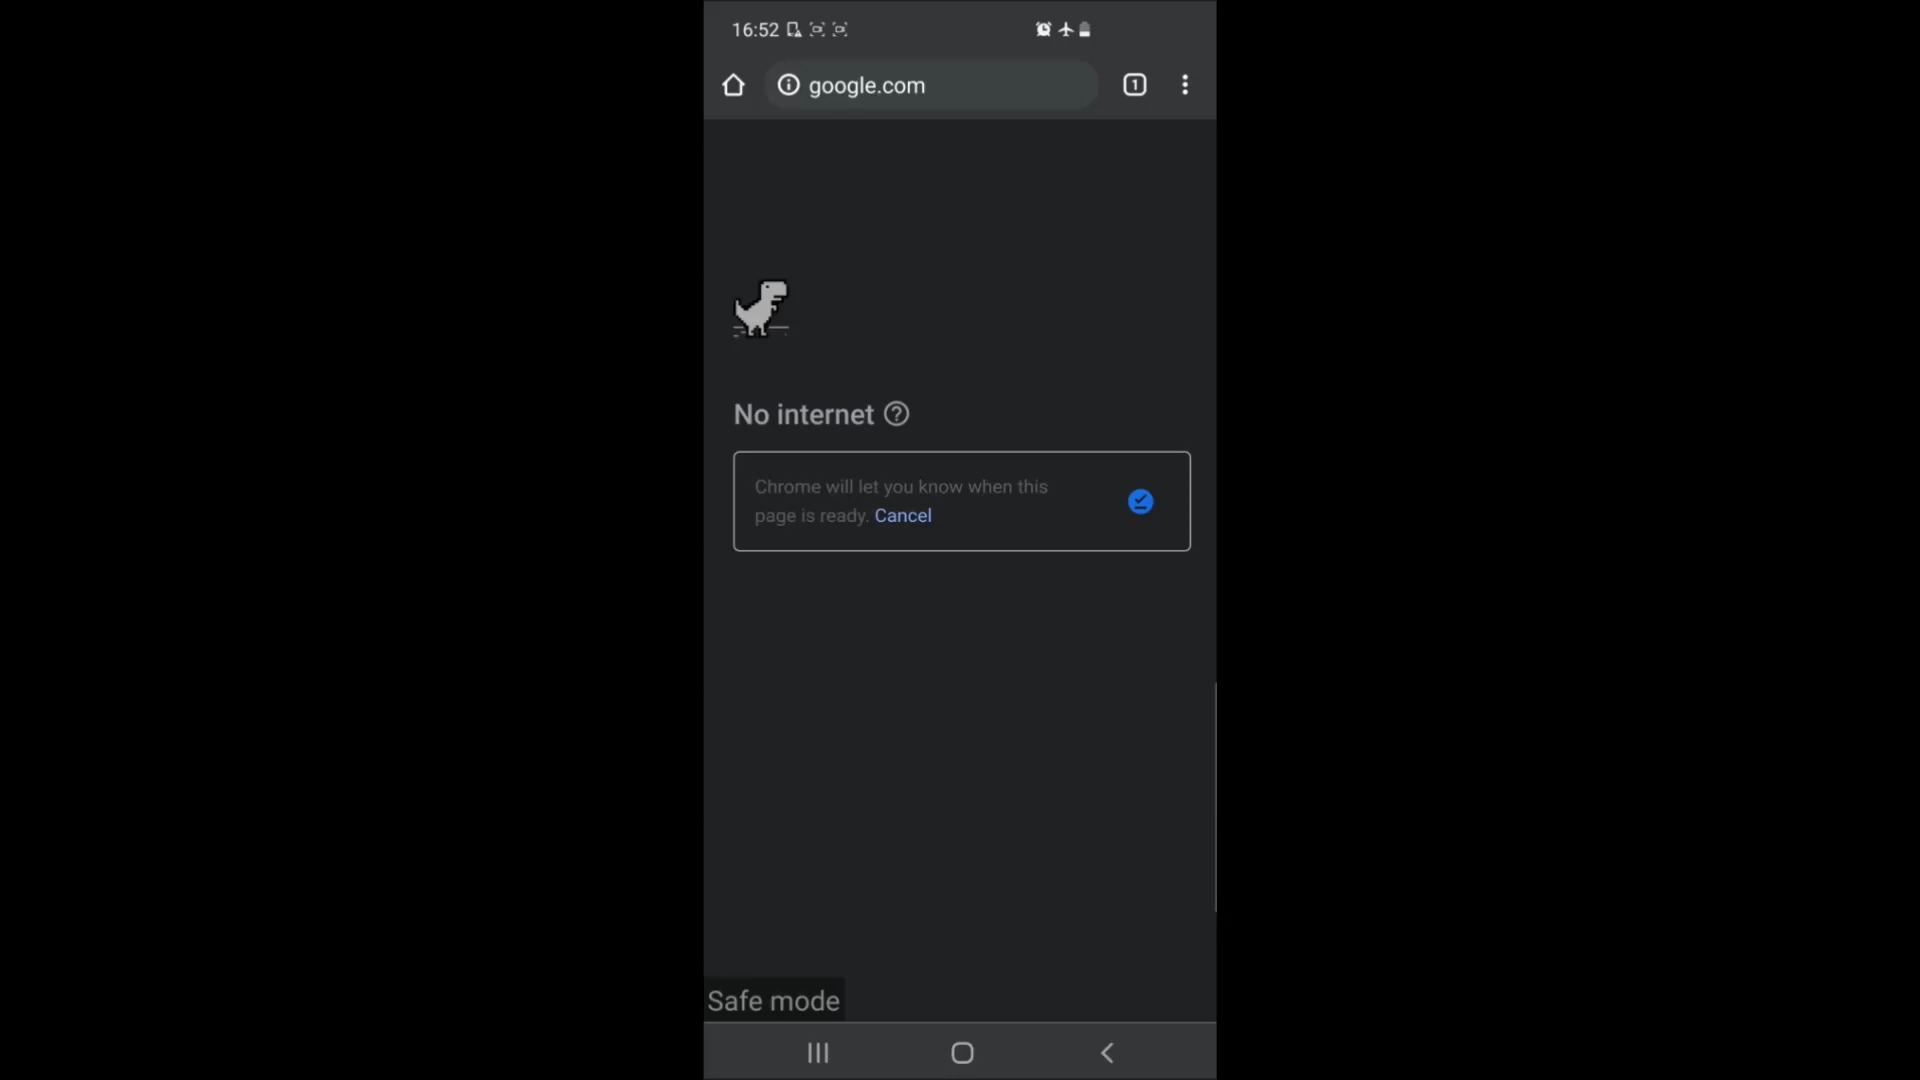 16:52
google.com
1
No internet
Chrome will let you know when this
page is ready. Cancel
Safe mode